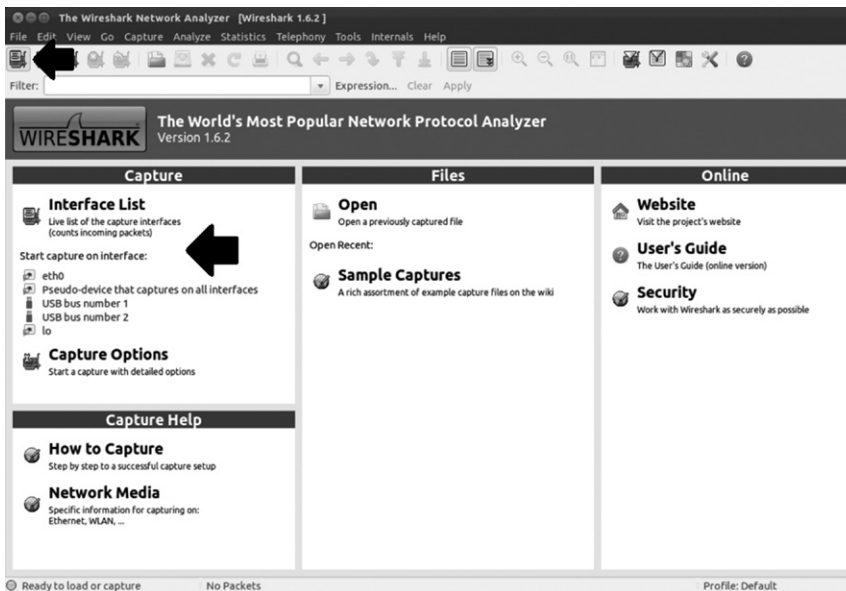 The Wireshark Network Analyzer [Wireshark 1.6.2 ]
File Edit View Go Capture Analyze Statistics Telephony Tools Internals Help
Filter: Expression... Clear Apply
WIRESHARK
The World's Most Popular Network Protocol Analyzer
Version 1.6.2
Capture
Interface List
Live list of the capture interfaces
(counts incoming packets)
Start capture on interface:
eth0
Pseudo-device that captures on all interfaces
USB bus number 1
USB bus number 2
lo
Capture Options
Start a capture with detailed options
Capture Help
How to Capture
Step by step to a successful capture setup
Network Media
Specific information for capturing on:
Ethernet, WLAN, ...
Files
Open
Open a previously captured file
Open Recent:
Sample Captures
A rich assortment of example capture files on the wiki
Online
Website
Visit the project's website
User's Guide
The User's Guide (online version)
Security
Work with Wireshark as securely as possible
Ready to load or capture
No Packets
Profile: Default